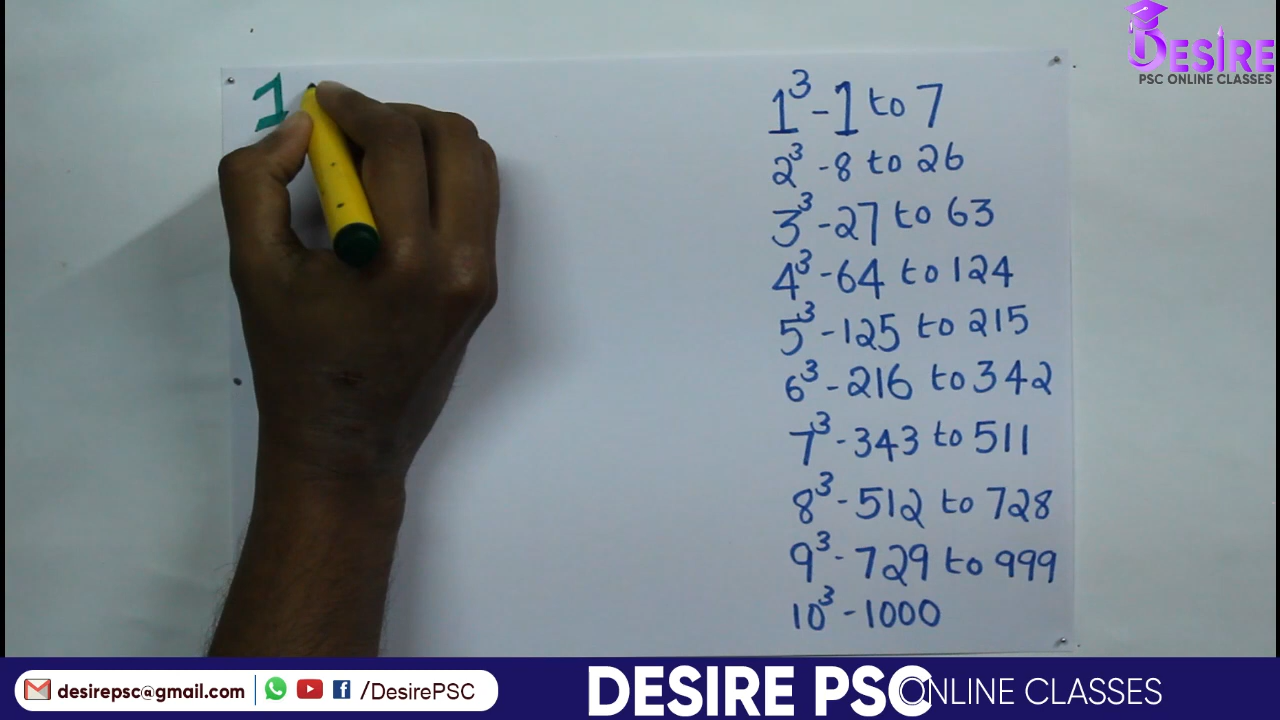 DESIRE
PSC ONLINE CLASSES
1
1³ - 1 to 7
2³ - 8 to 26
3³ - 27 to 63
4³ - 64 to 124
5³ - 125 to 215
6³ - 216 to 342
7³ - 343 to 511
8³ - 512 to 728
9³ - 729 to 999
10³ - 1000
desirepsc@gmail.com /DesirePSC DESIRE PSC ONLINE CLASSES